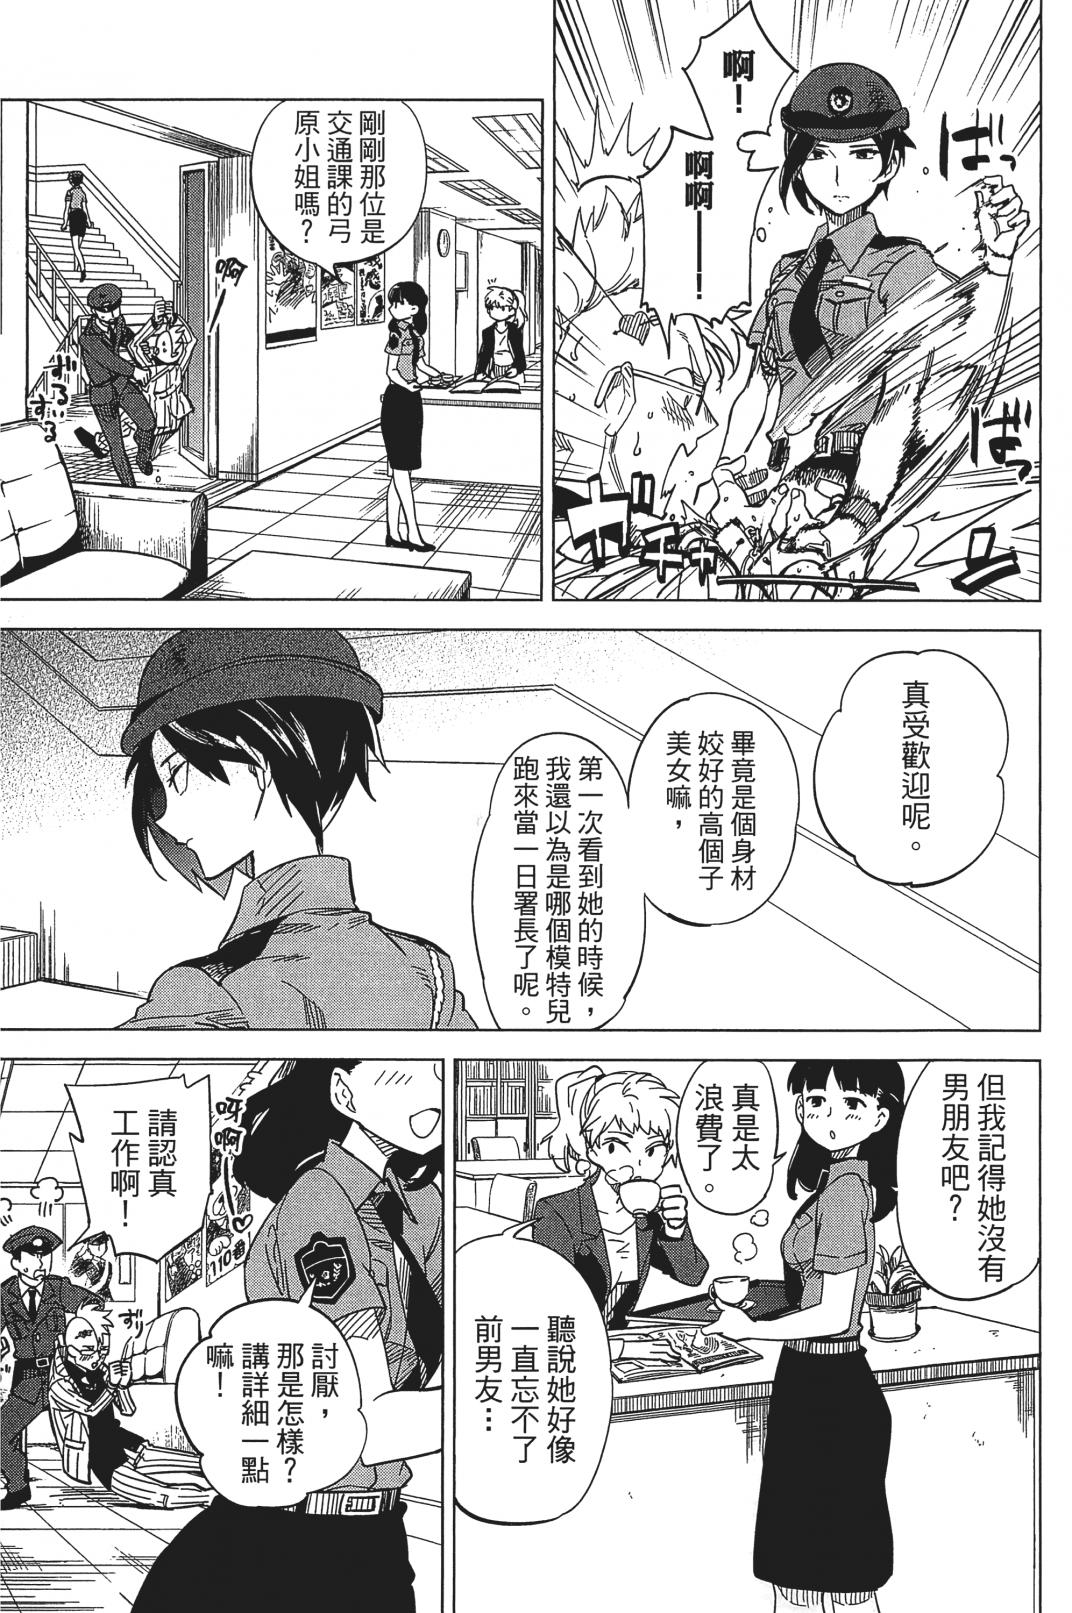 啊！
啊啊——！
ばっ
ばっ
ガチャ
ガチャ
剛剛那位是
交通課的弓
原小姐嗎？
啊
ずるい
ずる
真受歡迎呢。
畢竟是個身材
姣好的高個子
美女嘛，
第一次看到她的時候，
我還以為是哪個模特兒
跑來當一日署長了呢。
但我記得她沒有
男朋友吧？
真是太
浪費了。
聽說她好像
一直忘不了
前男友…
呀啊♡
討厭，
那是怎樣？
講詳細一點
嘛！
請認真
工作啊！
110番！
ずり